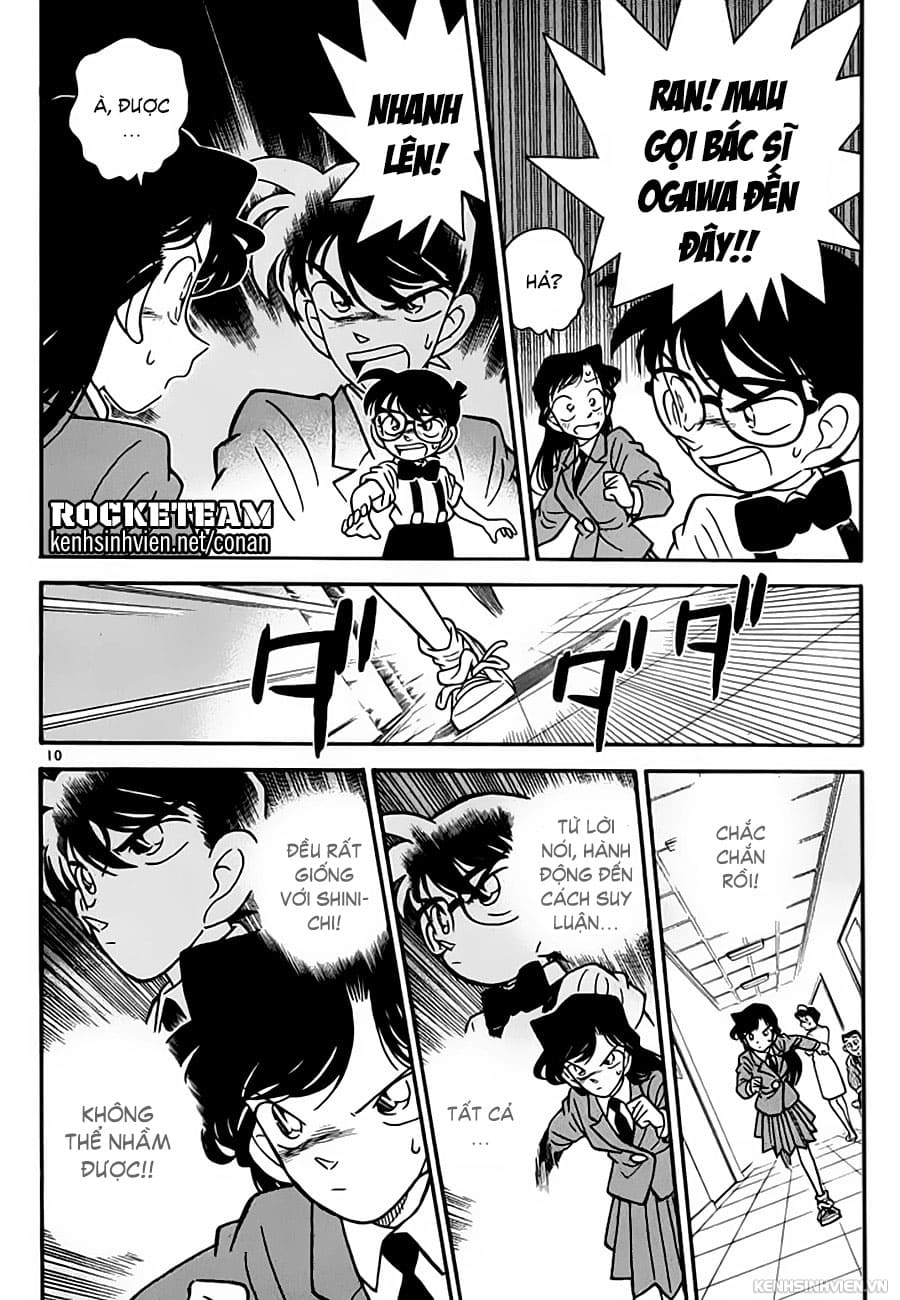 RAN! MAU
GỌI BÁC SĨ
OGAWA ĐẾN
ĐÂY!!
HẢ?
NHANH
LÊN!
À, ĐƯỢC
...
ROCKETEAM
kenhsinhvien.net/conan
ダ
ダ
ダ
10
CHẮC
CHẮN
RỒI!
TỪ LỜI
NÓI, HÀNH
ĐỘNG ĐẾN
CÁCH SUY
LUẬN
...
TẤT CẢ
...
ĐỀU RẤT
GIỐNG
VỚI SHINI-
CHI!
KHÔNG
THỂ NHẦM
ĐƯỢC!!
KENHSINHVIEN.VN